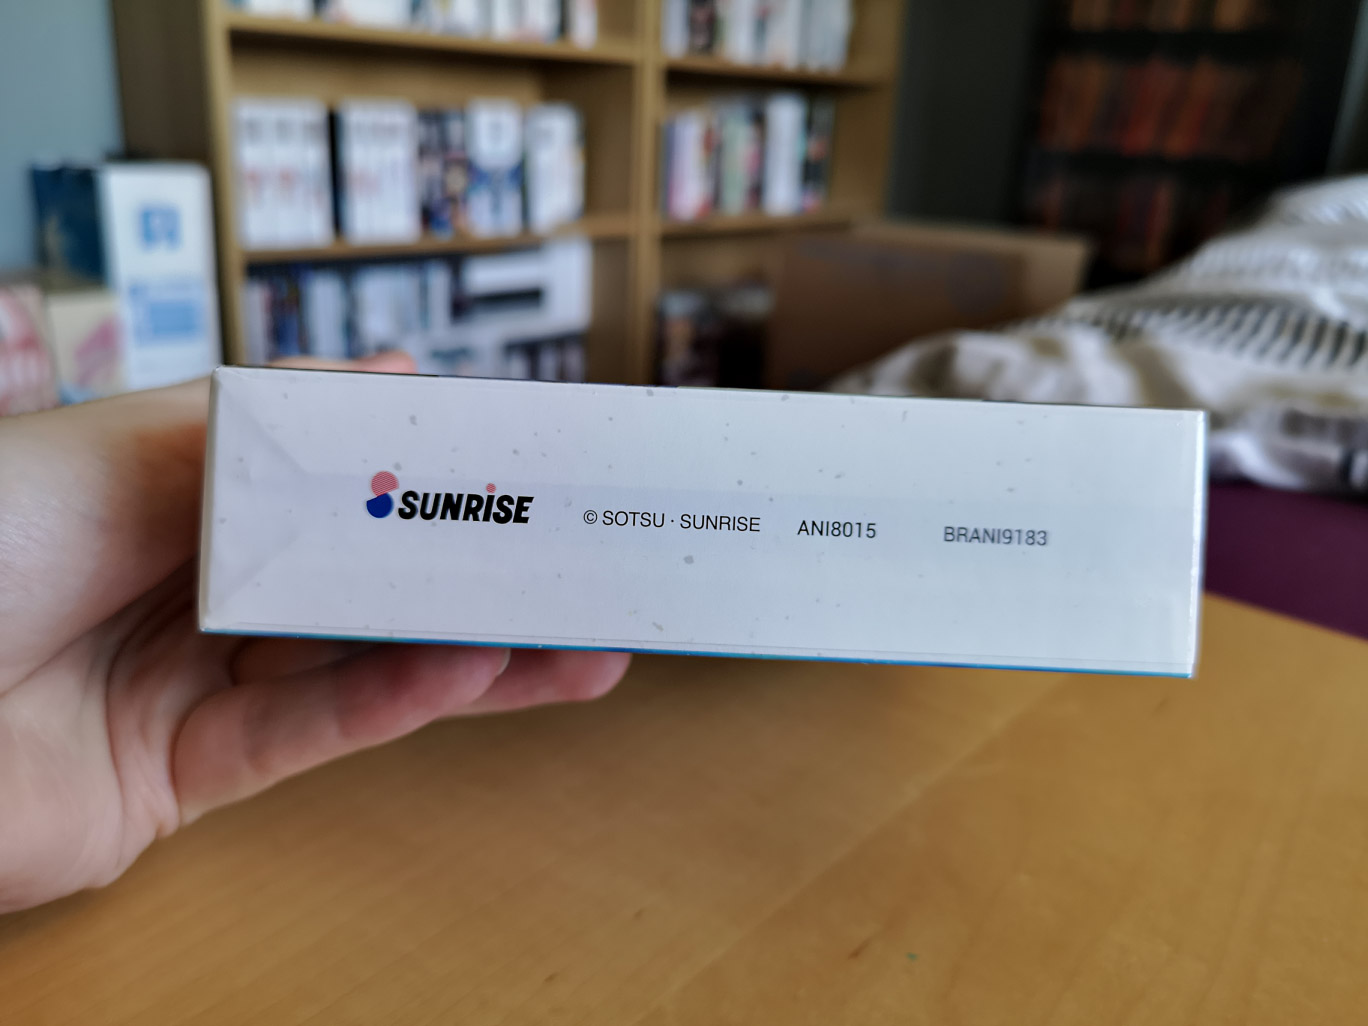 SUNRISE © SOTSU · SUNRISE ANI8015 BRANI9183